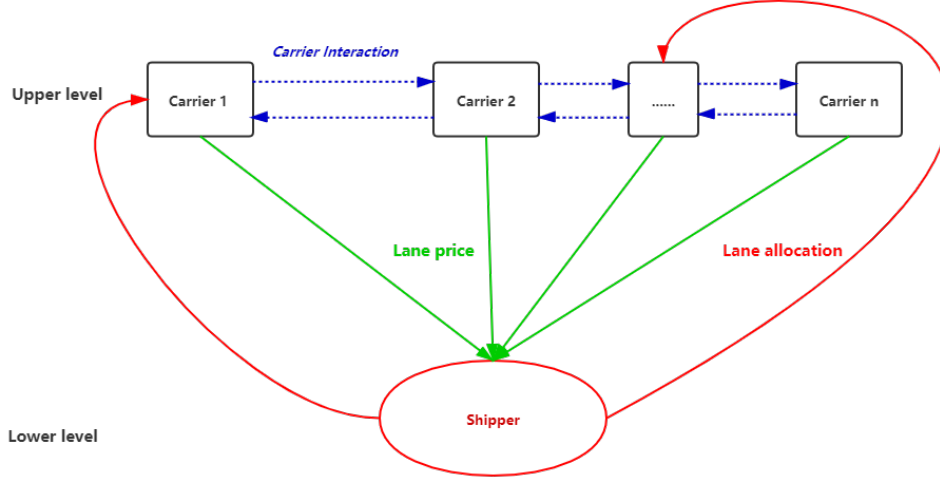 Carrier Interaction
Upper level
Carrier 1
Carrier 2
......
Carrier n
Lane price
Lane allocation
Shipper
Lower level